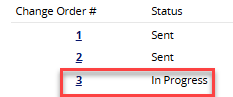 Change Order # Status
1 Sent
2 Sent
3 In Progress